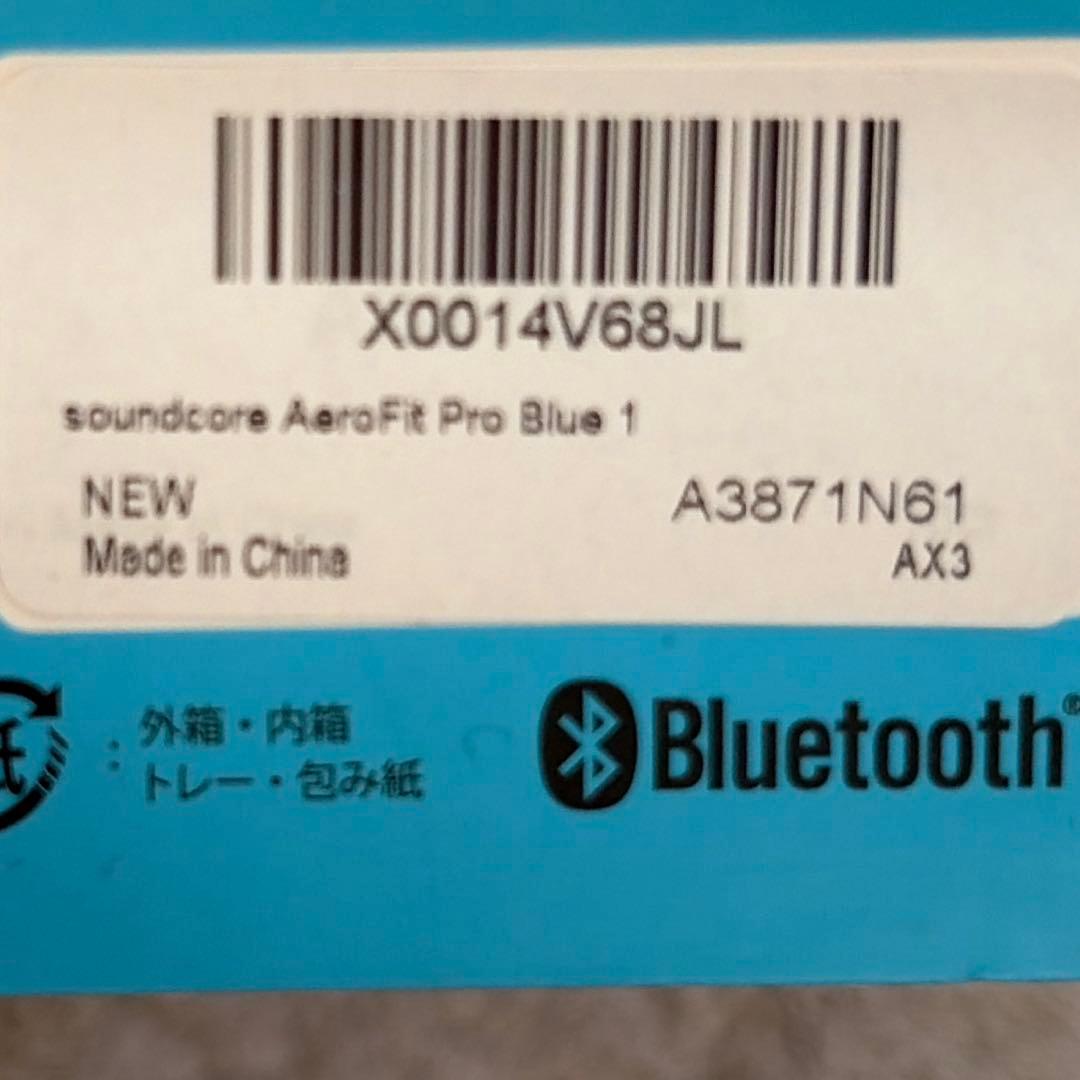 X0014V68JL
soundcore AeroFit Pro Blue 1
NEW
A3871N61
Made in China
AX3
紙
: 外箱・内箱
トレー・包み紙
Bluetooth®